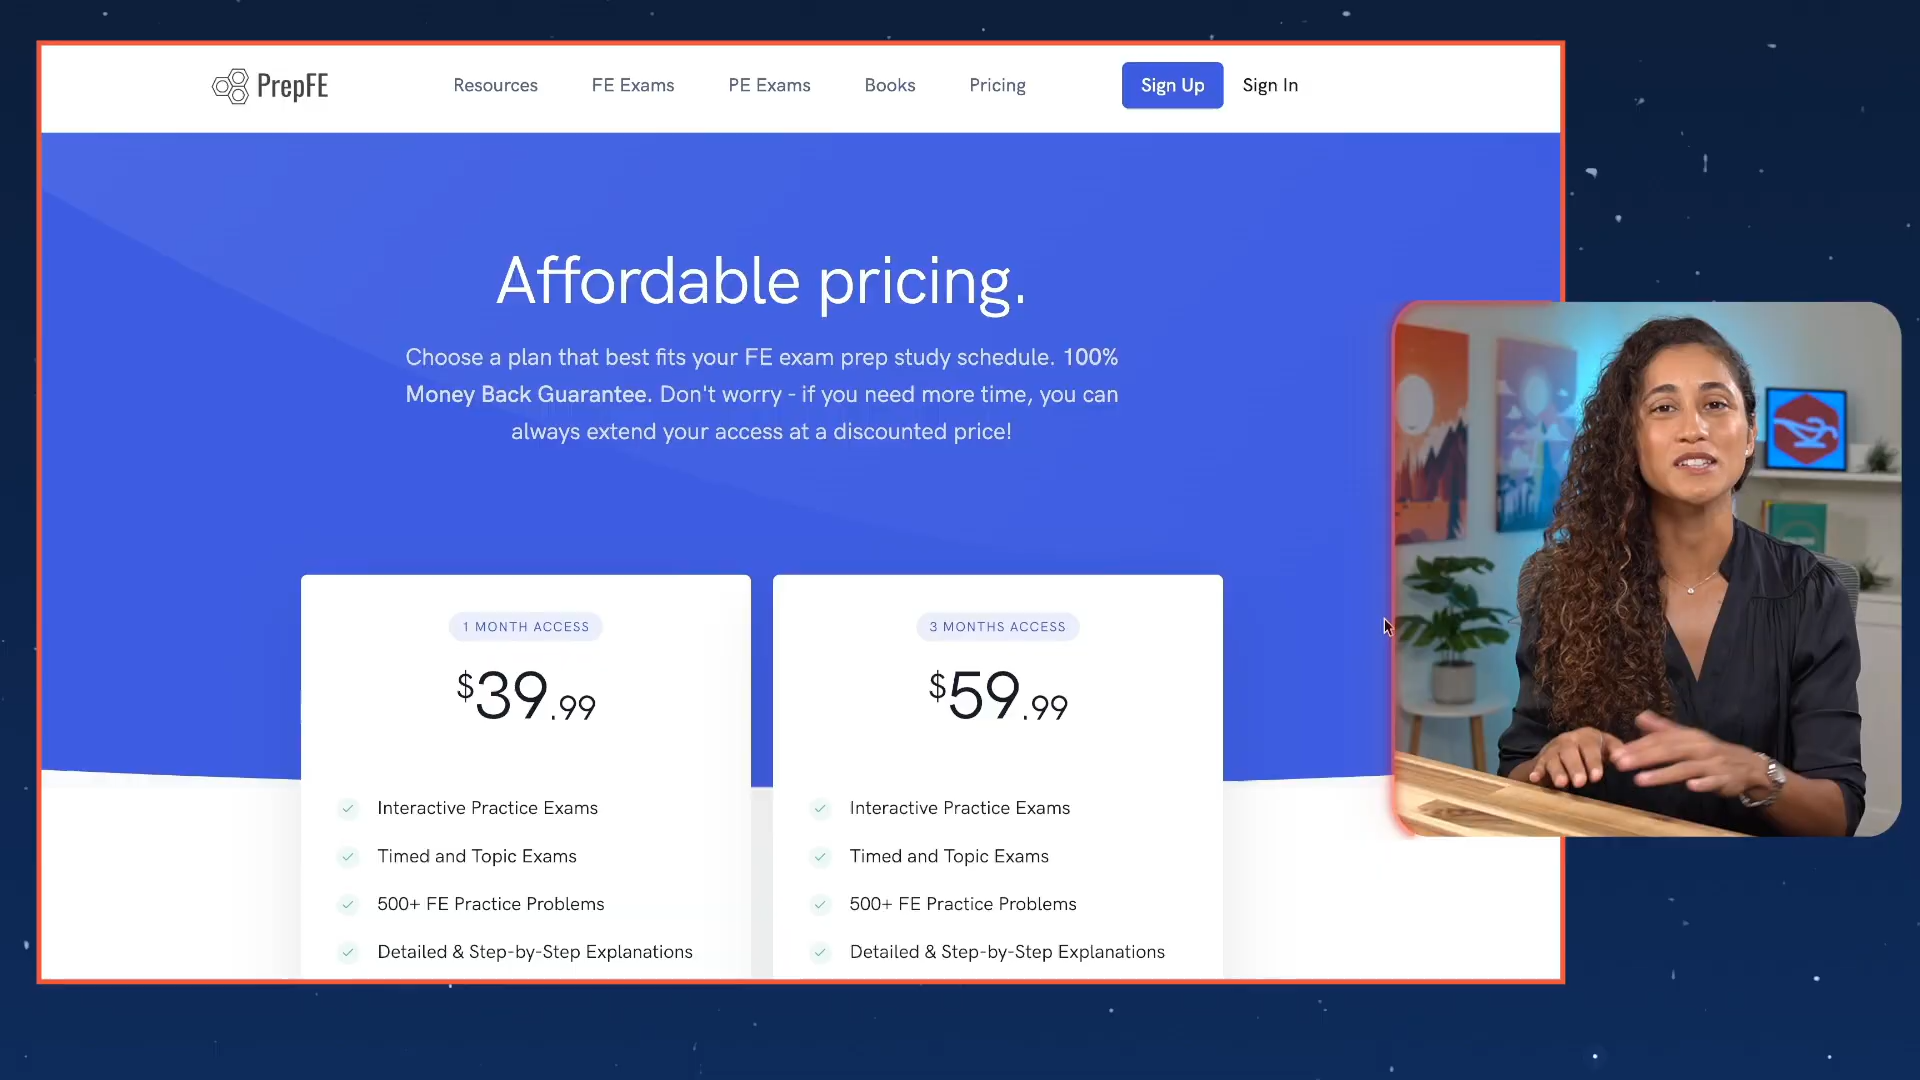 PrepFE
Resources
FE Exams
PE Exams
Books
Pricing
Sign Up
Sign In
Affordable pricing.
Choose a plan that best fits your FE exam prep study schedule. 100%
Money Back Guarantee. Don't worry - if you need more time, you can
always extend your access at a discounted price!
1 MONTH ACCESS
$39.99
Interactive Practice Exams
Timed and Topic Exams
500+ FE Practice Problems
Detailed & Step-by-Step Explanations
3 MONTHS ACCESS
$59.99
Interactive Practice Exams
Timed and Topic Exams
500+ FE Practice Problems
Detailed & Step-by-Step Explanations